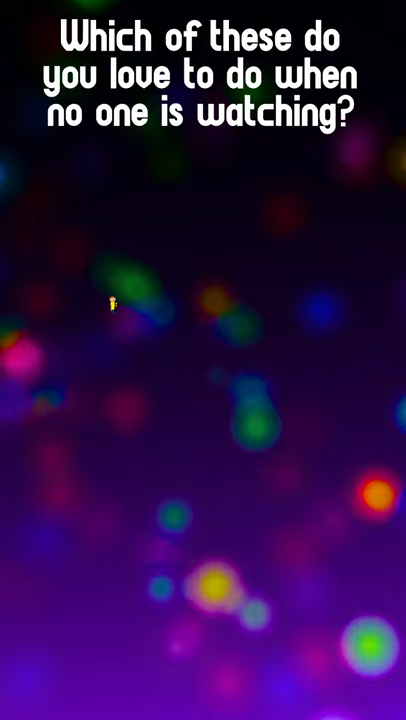 Which of these do
you love to do when
no one is watching?